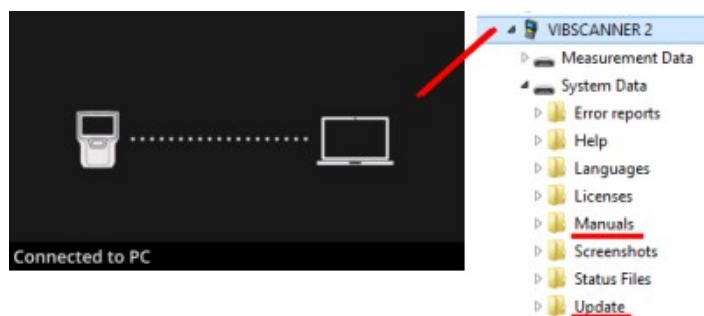 Connected to PC
VIBSCANNER 2
Measurement Data
System Data
Error reports
Help
Languages
Licenses
Manuals
Screenshots
Status Files
Update